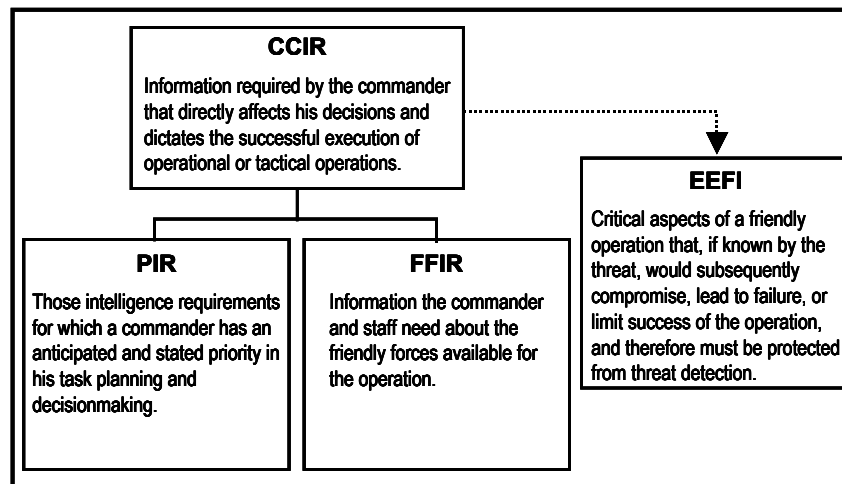 CCIR
Information required by the commander
that directly affects his decisions and
dictates the successful execution of
operational or tactical operations.
EEFI
Critical aspects of a friendly
operation that, if known by the
threat, would subsequently
compromise, lead to failure, or
limit success of the operation,
and therefore must be protected
from threat detection.
PIR
Those intelligence requirements
for which a commander has an
anticipated and stated priority in
his task planning and
decisionmaking.
FFIR
Information the commander
and staff need about the
friendly forces available for
the operation.